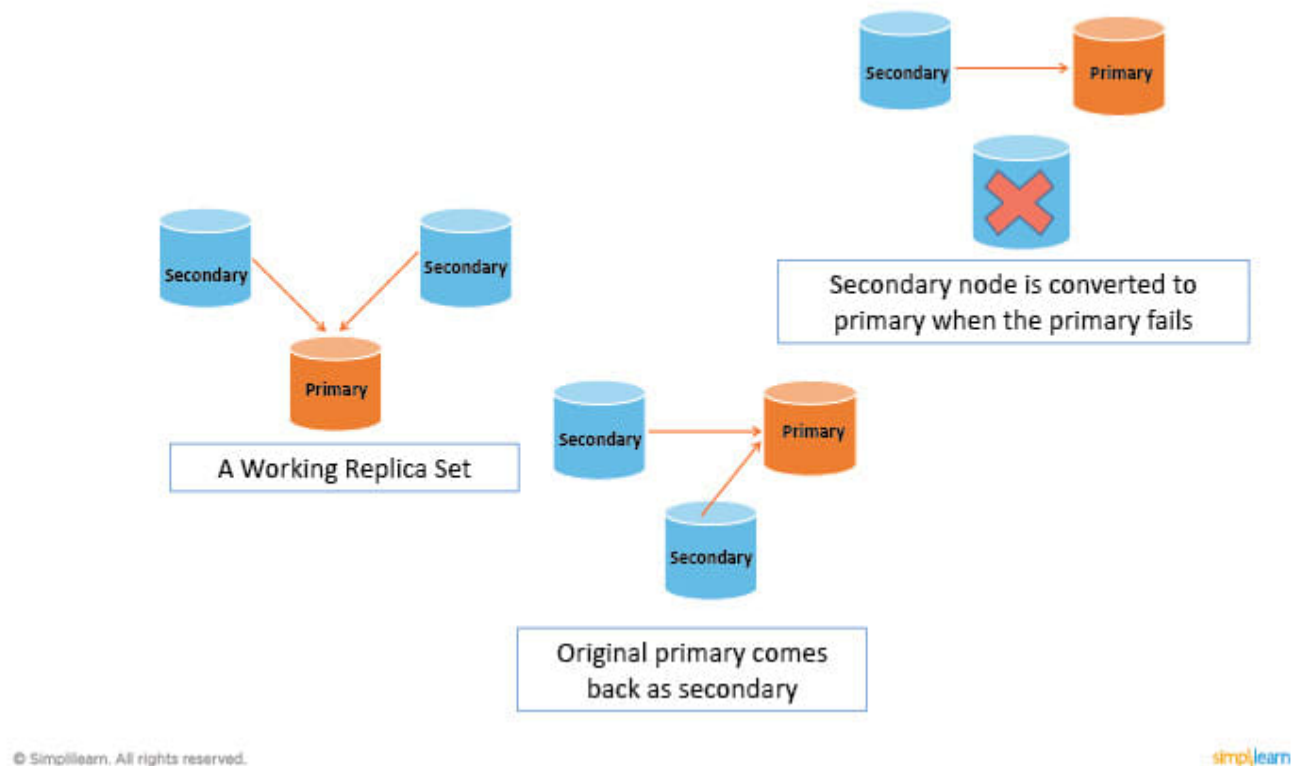 Secondary
Primary
Secondary node is converted to
primary when the primary fails
Secondary
Secondary
Primary
A Working Replica Set
Secondary
Primary
Secondary
Original primary comes
back as secondary
© Simplilearn. All rights reserved.
simplilearn